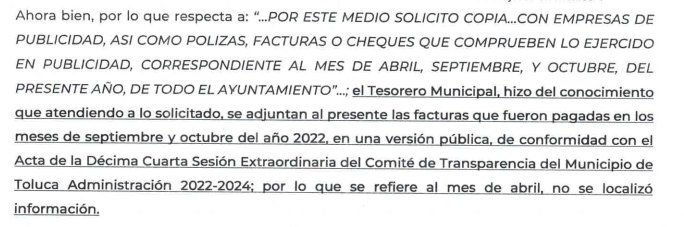 Ahora bien, por lo que respecta a: “...POR ESTE MEDIO SOLICITO COPIA...CON EMPRESAS DE
PUBLICIDAD, ASI COMO POLIZAS, FACTURAS O CHEQUES QUE COMPRUEBEN LO EJERCIDO
EN PUBLICIDAD, CORRESPONDIENTE AL MES DE ABRIL, SEPTIEMBRE, Y OCTUBRE, DEL
PRESENTE AÑO, DE TODO EL AYUNTAMIENTO”...; el Tesorero Municipal, hizo del conocimiento
que atendiendo a lo solicitado, se adjuntan al presente las facturas que fueron pagadas en los
meses de septiembre y octubre del año 2022, en una versión pública, de conformidad con el
Acta de la Décima Cuarta Sesión Extraordinaria del Comité de Transparencia del Municipio de
Toluca Administración 2022-2024; por lo que se refiere al mes de abril, no se localizó
información.